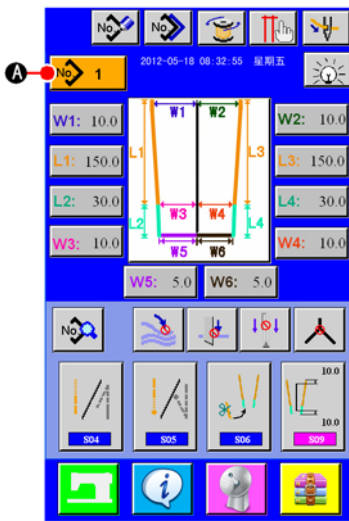 No.
No.
A
No. 1
2012-05-18 08:32:55 星期五
W1: 10.0
W1
W2
W2: 10.0
L1: 150.0
L1
L3
L3: 150.0
L2: 30.0
W3
W4
L4: 30.0
L2
L4
W3: 10.0
W5
W6
W4: 10.0
W5: 5.0
W6: 5.0
No.
10.0
10.0
S04
S05
S06
S09
i